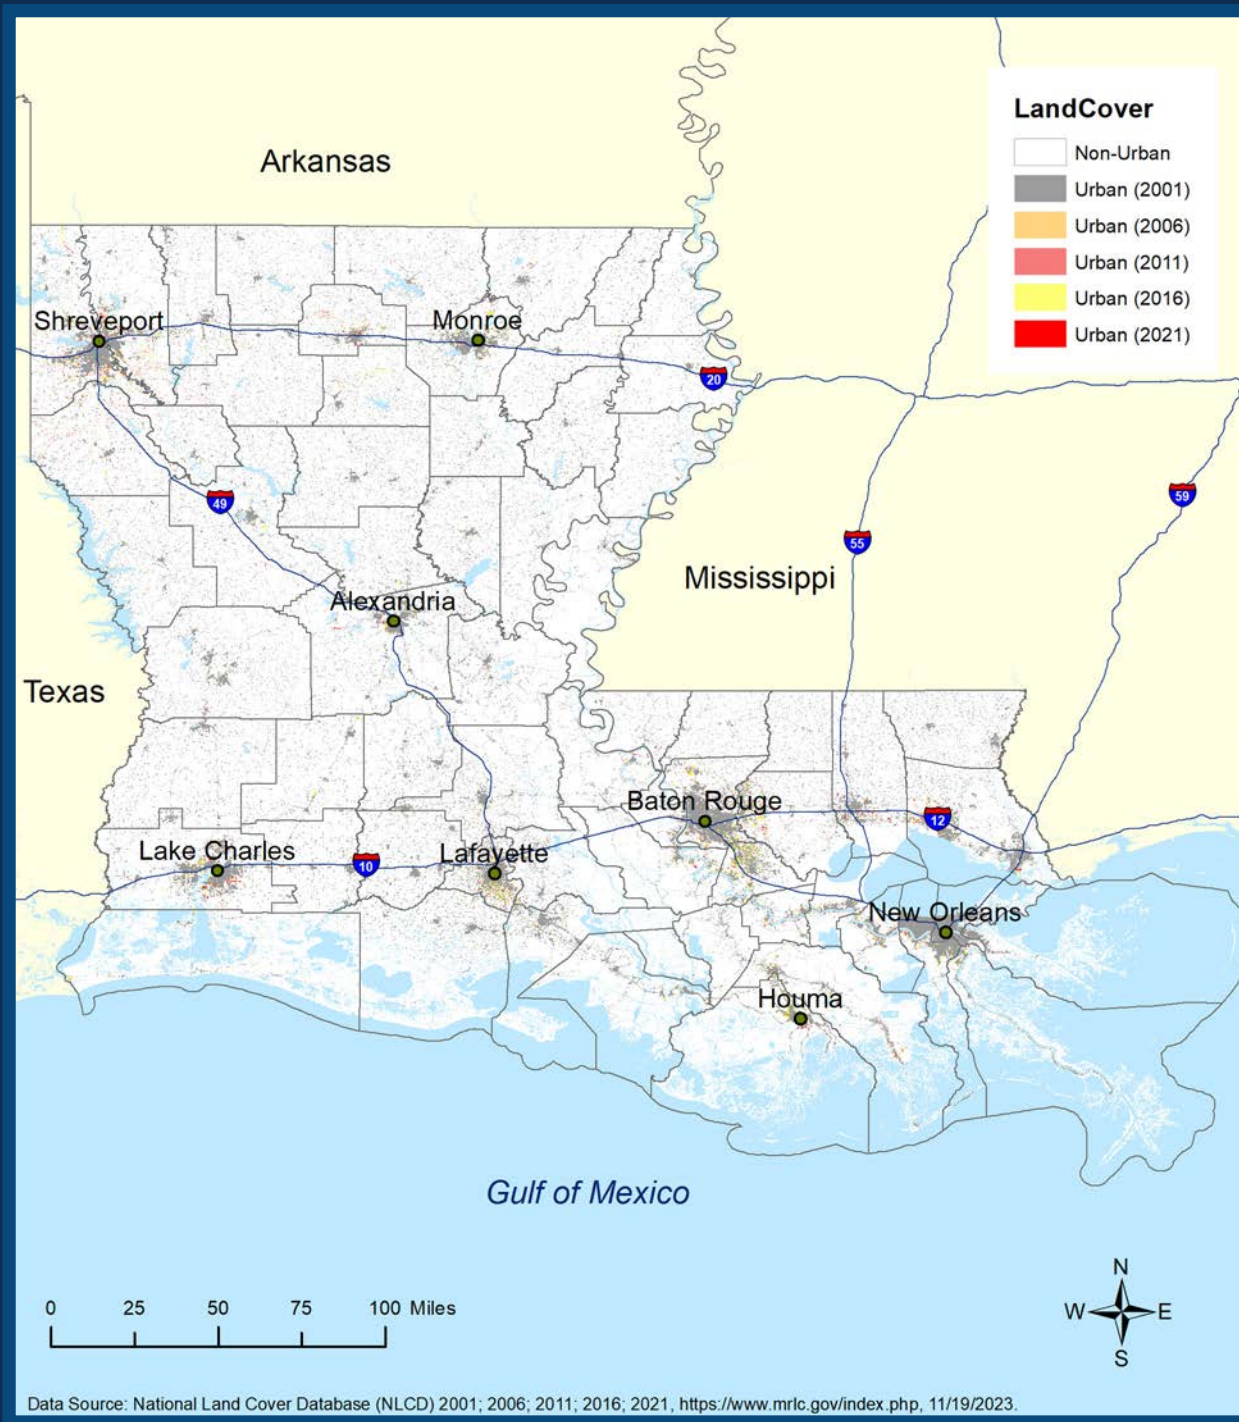 LandCover
Non-Urban
Urban (2001)
Urban (2006)
Urban (2011)
Urban (2016)
Urban (2021)
Arkansas
Shreveport
Monroe
20
49
59
55
Mississippi
Alexandria
Texas
Baton Rouge
12
Lake Charles
10
Lafayette
New Orleans
Houma
Gulf of Mexico
N
W E
S
0 25 50 75 100 Miles
Data Source: National Land Cover Database (NLCD) 2001; 2006; 2011; 2016; 2021, https://www.mrlc.gov/index.php, 11/19/2023.